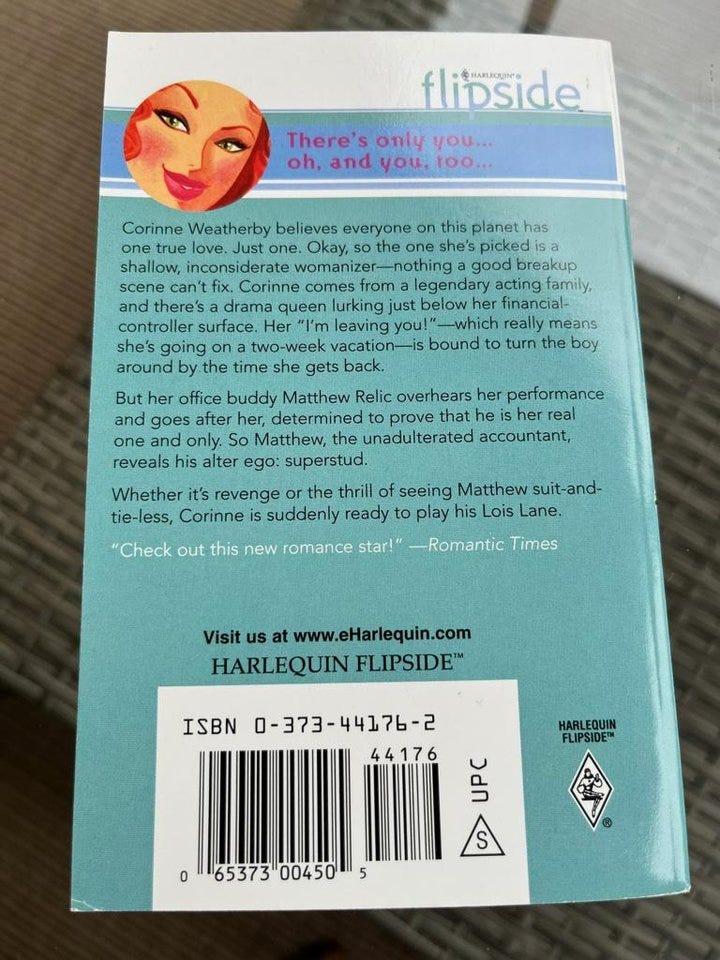 HARLEQUIN®
flipside™
There's only you...
oh, and you, too...
Corinne Weatherby believes everyone on this planet has
one true love. Just one. Okay, so the one she's picked is a
shallow, inconsiderate womanizer—nothing a good breakup
scene can't fix. Corinne comes from a legendary acting family,
and there's a drama queen lurking just below her financial-
controller surface. Her "I'm leaving you!"—which really means
she's going on a two-week vacation—is bound to turn the boy
around by the time she gets back.
But her office buddy Matthew Relic overhears her performance
and goes after her, determined to prove that he is her real
one and only. So Matthew, the unadulterated accountant,
reveals his alter ego: superstud.
Whether it's revenge or the thrill of seeing Matthew suit-and-
tie-less, Corinne is suddenly ready to play his Lois Lane.
"Check out this new romance star!" —Romantic Times
Visit us at www.eHarlequin.com
HARLEQUIN FLIPSIDE™
ISBN 0-373-44176-2
44176
0 65373 00450 5
S UPC
HARLEQUIN
FLIPSIDE™
®